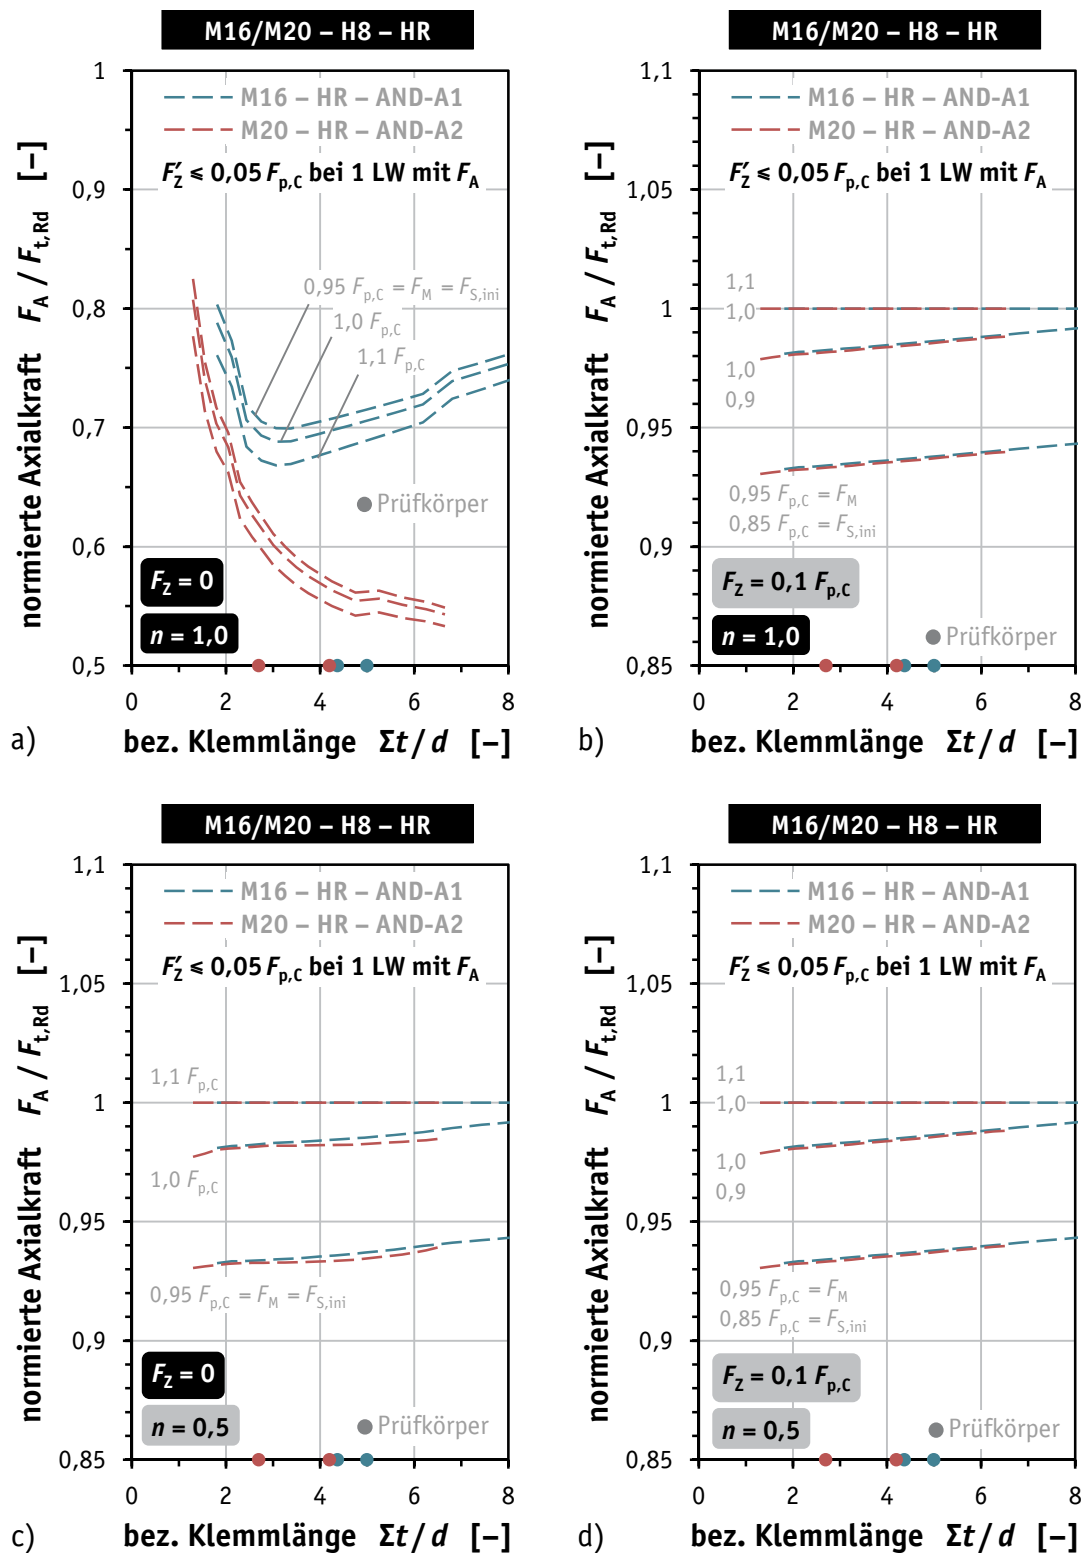 M16/M20 – H8 – HR
M16 – HR – AND-A1
M20 – HR – AND-A2
F′Z ⩽ 0,05 Fp,C bei 1 LW mit FA
0,95 Fp,C = FM = FS,ini
1,0 Fp,C
1,1 Fp,C
Prüfkörper
FZ = 0
n = 1,0
1
0,9
0,8
0,7
0,6
0,5
0 2 4 6 8
normierte Axialkraft FA / Ft,Rd [–]
a) bez. Klemmlänge Σt / d [–]
M16/M20 – H8 – HR
M16 – HR – AND-A1
M20 – HR – AND-A2
F′Z ⩽ 0,05 Fp,C bei 1 LW mit FA
1,1
1,0
1,0
0,9
0,95 Fp,C = FM
0,85 Fp,C = FS,ini
FZ = 0,1 Fp,C
n = 1,0
Prüfkörper
1,1
1,05
1
0,95
0,9
0,85
0 2 4 6 8
normierte Axialkraft FA / Ft,Rd [–]
b) bez. Klemmlänge Σt / d [–]
M16/M20 – H8 – HR
M16 – HR – AND-A1
M20 – HR – AND-A2
F′Z ⩽ 0,05 Fp,C bei 1 LW mit FA
1,1 Fp,C
1,0 Fp,C
0,95 Fp,C = FM = FS,ini
FZ = 0
n = 0,5
Prüfkörper
1,1
1,05
1
0,95
0,9
0,85
0 2 4 6 8
normierte Axialkraft FA / Ft,Rd [–]
c) bez. Klemmlänge Σt / d [–]
M16/M20 – H8 – HR
M16 – HR – AND-A1
M20 – HR – AND-A2
F′Z ⩽ 0,05 Fp,C bei 1 LW mit FA
1,1
1,0
1,0
0,9
0,95 Fp,C = FM
0,85 Fp,C = FS,ini
FZ = 0,1 Fp,C
n = 0,5
Prüfkörper
1,1
1,05
1
0,95
0,9
0,85
0 2 4 6 8
normierte Axialkraft FA / Ft,Rd [–]
d) bez. Klemmlänge Σt / d [–]